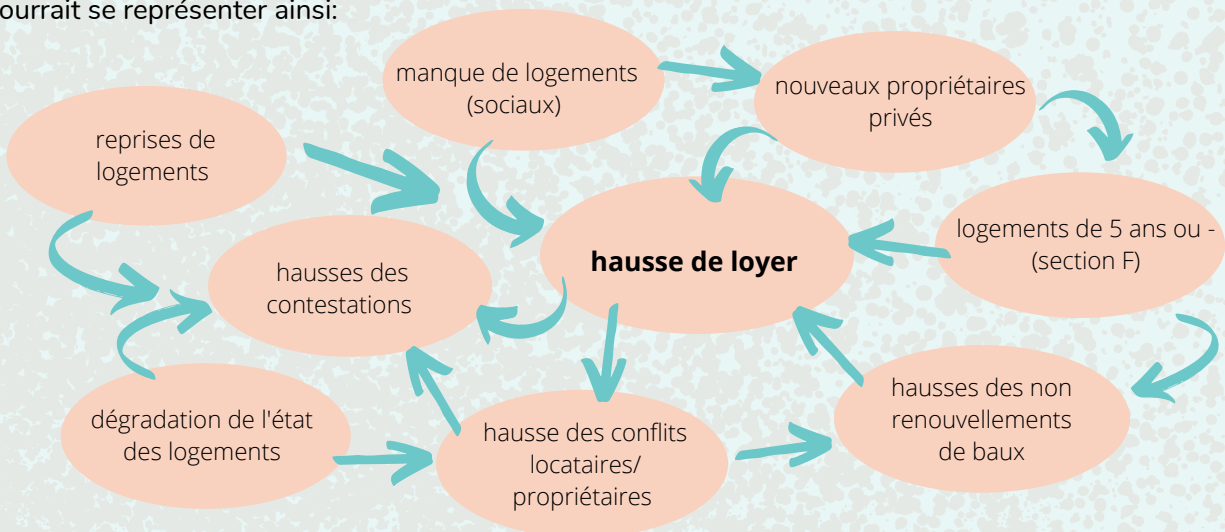 ourrait se représenter ainsi:
manque de logements
(sociaux)
nouveaux propriétaires
privés
reprises de
logements
logements de 5 ans ou -
(section F)
hausse de loyer
hausses des
contestations
hausses des non
renouvellements
de baux
dégradation de l'état
des logements
hausse des conflits
locataires/
propriétaires